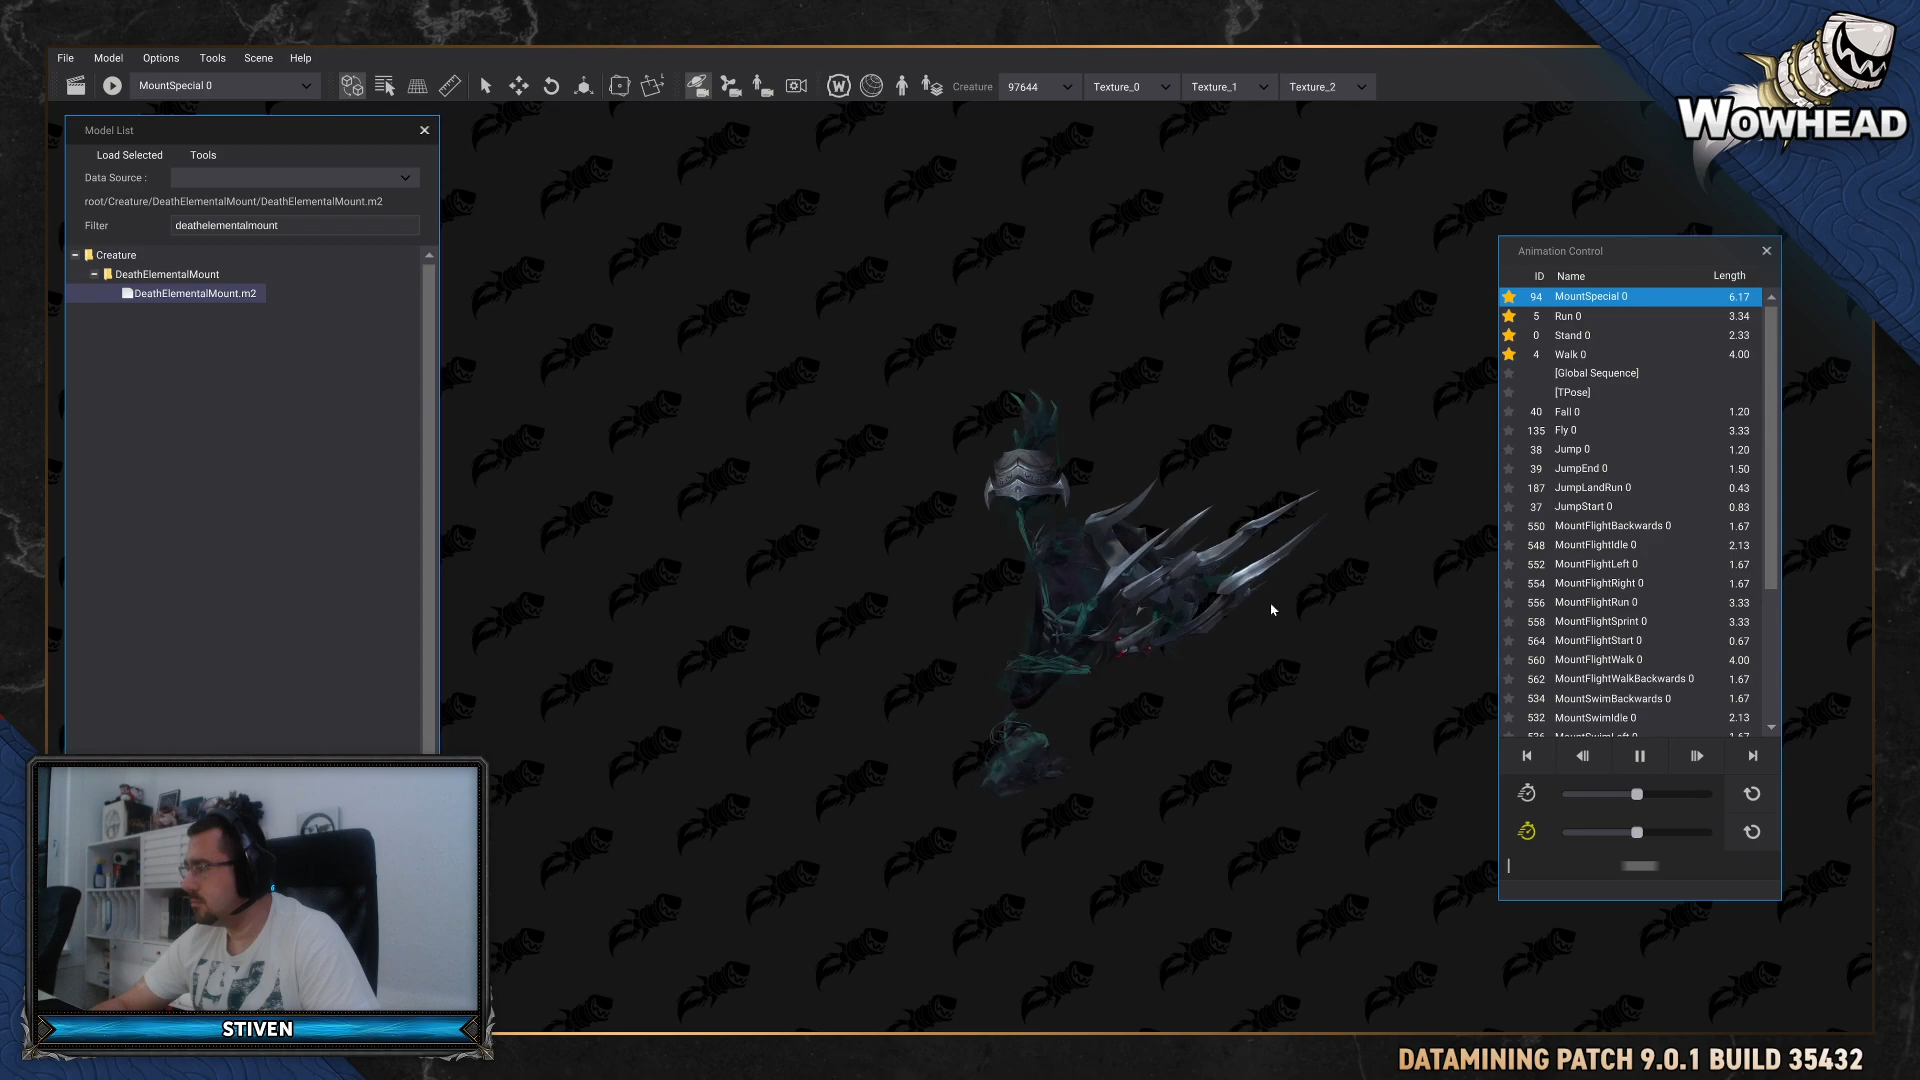 File Model Options Tools Scene Help
MountSpecial 0
Creature 97644 Texture_0 Texture_1 Texture_2
WOWHEAD
Model List
Load Selected Tools
Data Source :
root/Creature/DeathElementalMount/DeathElementalMount.m2
Filter deathelementalmount
Creature
DeathElementalMount
DeathElementalMount.m2
Animation Control
ID Name Length
94 MountSpecial 0 6.17
5 Run 0 3.34
0 Stand 0 2.33
4 Walk 0 4.00
[Global Sequence]
[TPose]
40 Fall 0 1.20
135 Fly 0 3.33
38 Jump 0 1.20
39 JumpEnd 0 1.50
187 JumpLandRun 0 0.43
37 JumpStart 0 0.83
550 MountFlightBackwards 0 1.67
548 MountFlightIdle 0 2.13
552 MountFlightLeft 0 1.67
554 MountFlightRight 0 1.67
556 MountFlightRun 0 3.33
558 MountFlightSprint 0 3.33
564 MountFlightStart 0 0.67
560 MountFlightWalk 0 4.00
562 MountFlightWalkBackwards 0 1.67
534 MountSwimBackwards 0 1.67
532 MountSwimIdle 0 2.13
536 MountSwimLeft 0 1.67
STIVEN
DATAMINING PATCH 9.0.1 BUILD 35432